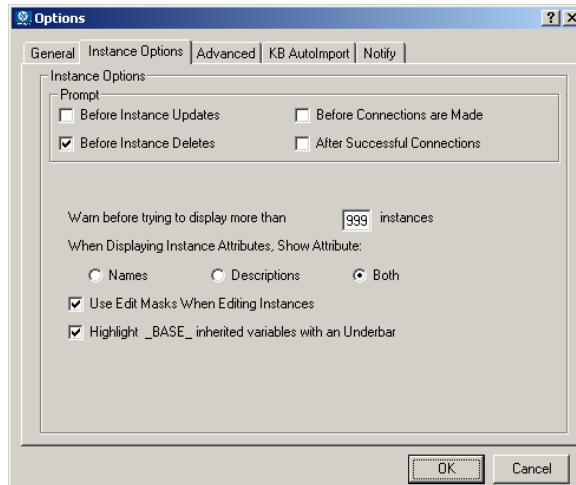 Options
General Instance Options Advanced KB AutoImport Notify
Instance Options
Prompt
Before Instance Updates Before Connections are Made
Before Instance Deletes After Successful Connections
Warn before trying to display more than 999 instances
When Displaying Instance Attributes, Show Attribute:
Names Descriptions Both
Use Edit Masks When Editing Instances
Highlight _BASE_ inherited variables with an Underbar
OK Cancel